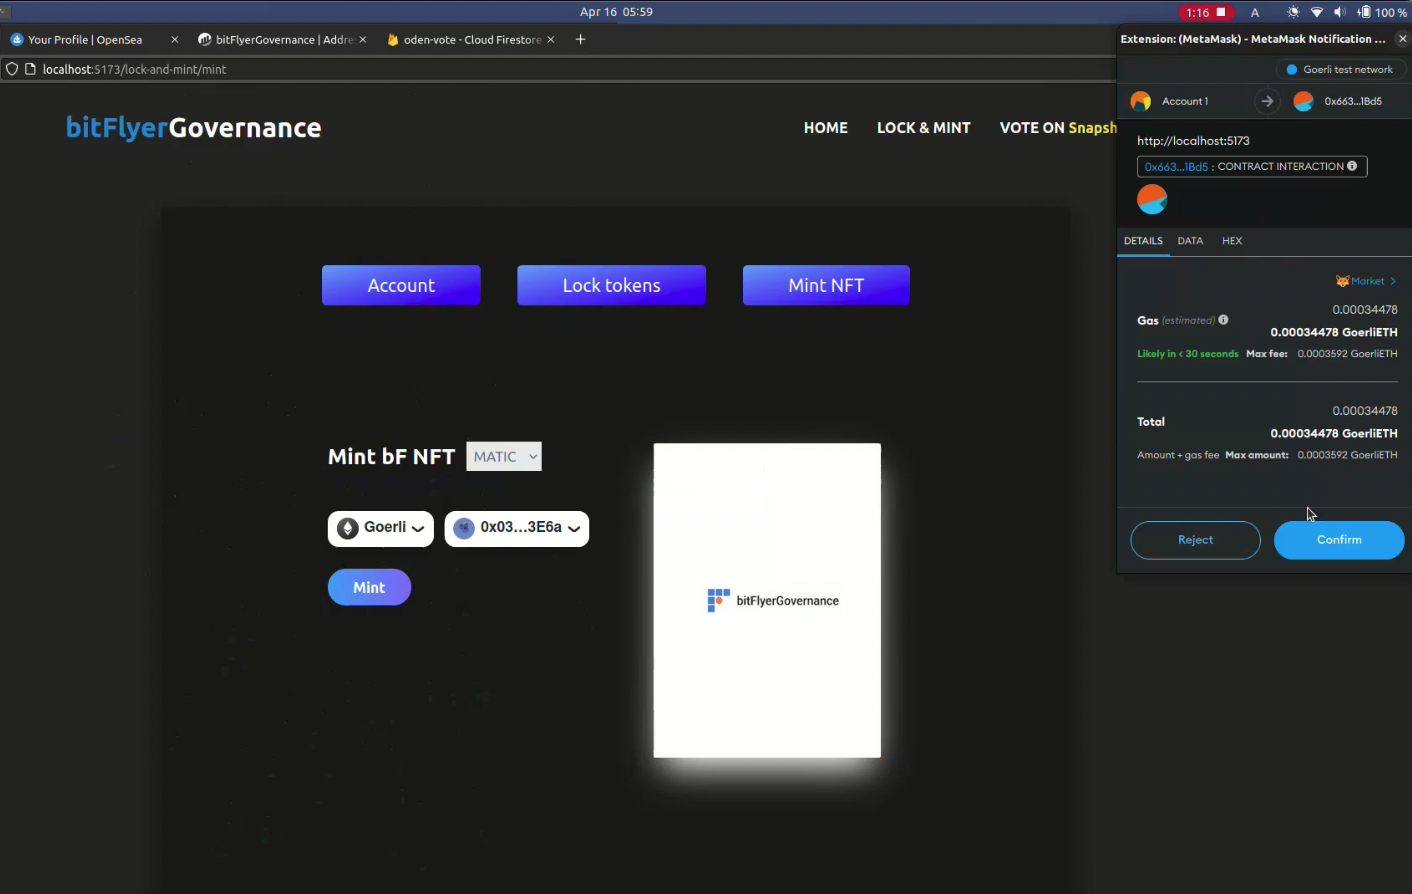 Apr 16 05:59
1:16
A
100 %
Your Profile | OpenSea
bitFlyerGovernance | Addre
oden-vote - Cloud Firestore
localhost:5173/lock-and-mint/mint
bitFlyerGovernance
HOME
LOCK & MINT
VOTE ON Snapsh
Account
Lock tokens
Mint NFT
Mint bF NFT
MATIC
Goerli
0x03...3E6a
Mint
bitFlyerGovernance
Extension: (MetaMask) - MetaMask Notification ...
Goerli test network
Account 1
0x663...1Bd5
http://localhost:5173
0x663...1Bd5 : CONTRACT INTERACTION
DETAILS
DATA
HEX
Market >
0.00034478
Gas (estimated)
0.00034478 GoerliETH
Likely in < 30 seconds Max fee: 0.0003592 GoerliETH
0.00034478
Total
0.00034478 GoerliETH
Amount + gas fee Max amount: 0.0003592 GoerliETH
Reject
Confirm